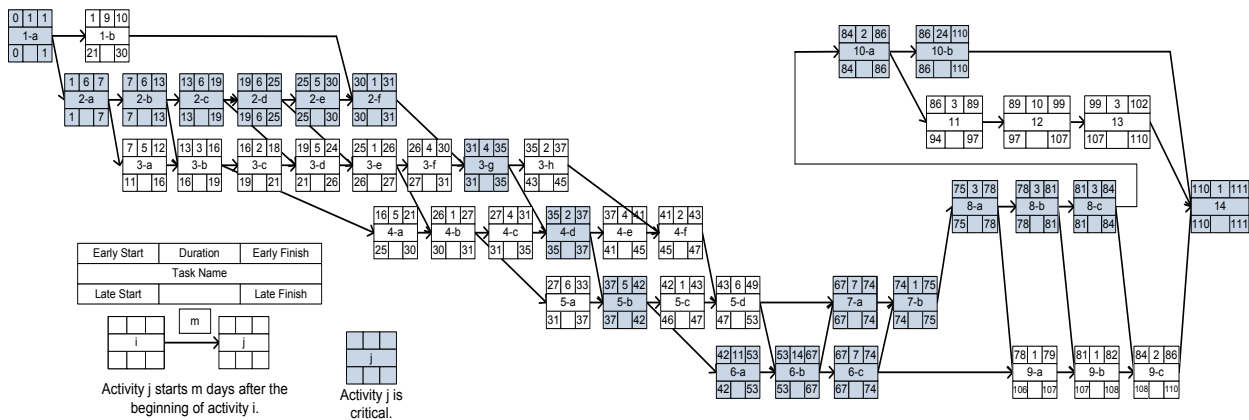 0 1 1
1-a
0 1
1 9 10
1-b
21 30
84 2 86
10-a
84 86
86 24 110
10-b
86 110
1 6 7
2-a
1 7
7 6 13
2-b
7 13
13 6 19
2-c
13 19
19 6 25
2-d
19 25
25 5 30
2-e
25 30
30 1 31
2-f
30 31
86 3 89
11
94 97
89 10 99
12
97 107
99 3 102
13
107 110
7 5 12
3-a
11 16
13 3 16
3-b
16 19
16 2 18
3-c
19 21
19 5 24
3-d
21 26
25 1 26
3-e
26 27
26 4 30
3-f
27 31
31 4 35
3-g
31 35
35 2 37
3-h
43 45
75 3 78
8-a
75 78
78 3 81
8-b
78 81
81 3 84
8-c
81 84
110 1 111
14
110 111
16 5 21
4-a
25 30
26 1 27
4-b
30 31
27 4 31
4-c
31 35
35 2 37
4-d
35 37
37 4 41
4-e
41 45
41 2 43
4-f
45 47
27 6 33
5-a
31 37
37 5 42
5-b
37 42
42 1 43
5-c
46 47
43 6 49
5-d
47 53
67 7 74
7-a
67 74
74 1 75
7-b
74 75
42 11 53
6-a
42 53
53 14 67
6-b
53 67
67 7 74
6-c
67 74
78 1 79
9-a
106 107
81 1 82
9-b
107 108
84 2 86
9-c
108 110
Early Start Duration Early Finish
Task Name
Late Start Late Finish
m
i
j
Activity j starts m days after the
beginning of activity i.
j
Activity j is
critical.